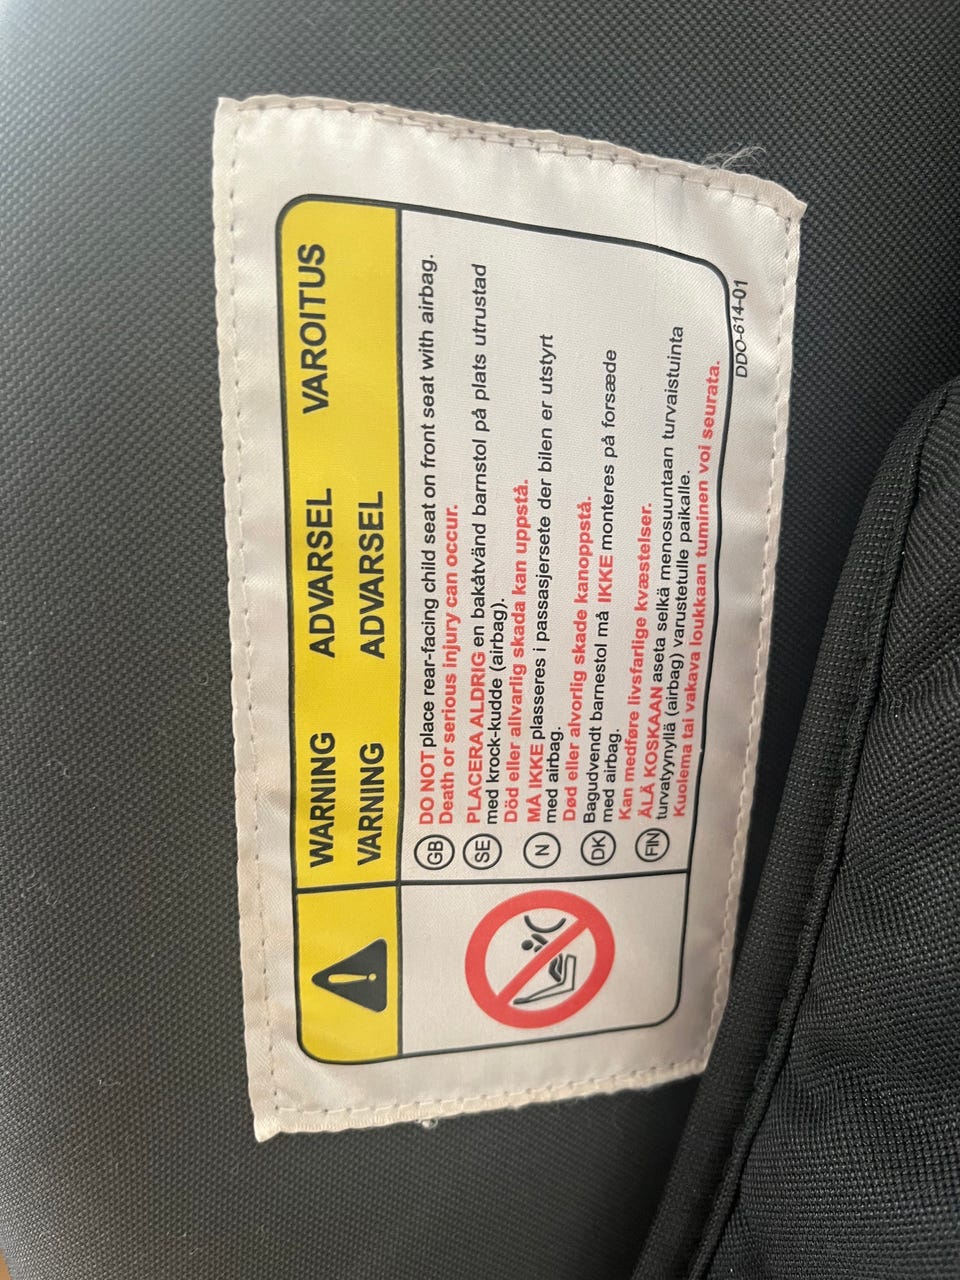 WARNING ADVARSEL VAROITUS
VARNING ADVARSEL
GB DO NOT place rear-facing child seat on front seat with airbag.
Death or serious injury can occur.
SE PLACERA ALDRIG en bakåtvänd barnstol på plats utrustad
med krock-kudde (airbag).
Död eller allvarlig skada kan uppstå.
N MÅ IKKE plasseres i passasjersete der bilen er utstyrt
med airbag.
Død eller alvorlig skade kanoppstå.
DK Bagudvendt barnestol må IKKE monteres på forsæde
med airbag.
Kan medføre livsfarlige kvæstelser.
FIN ÄLÄ KOSKAAN aseta selkä menosuuntaan turvaistuinta
turvatyynyllä (airbag) varustetulle paikalle.
Kuolema tai vakava loukkaan tuminen voi seurata.
DDO-614-01